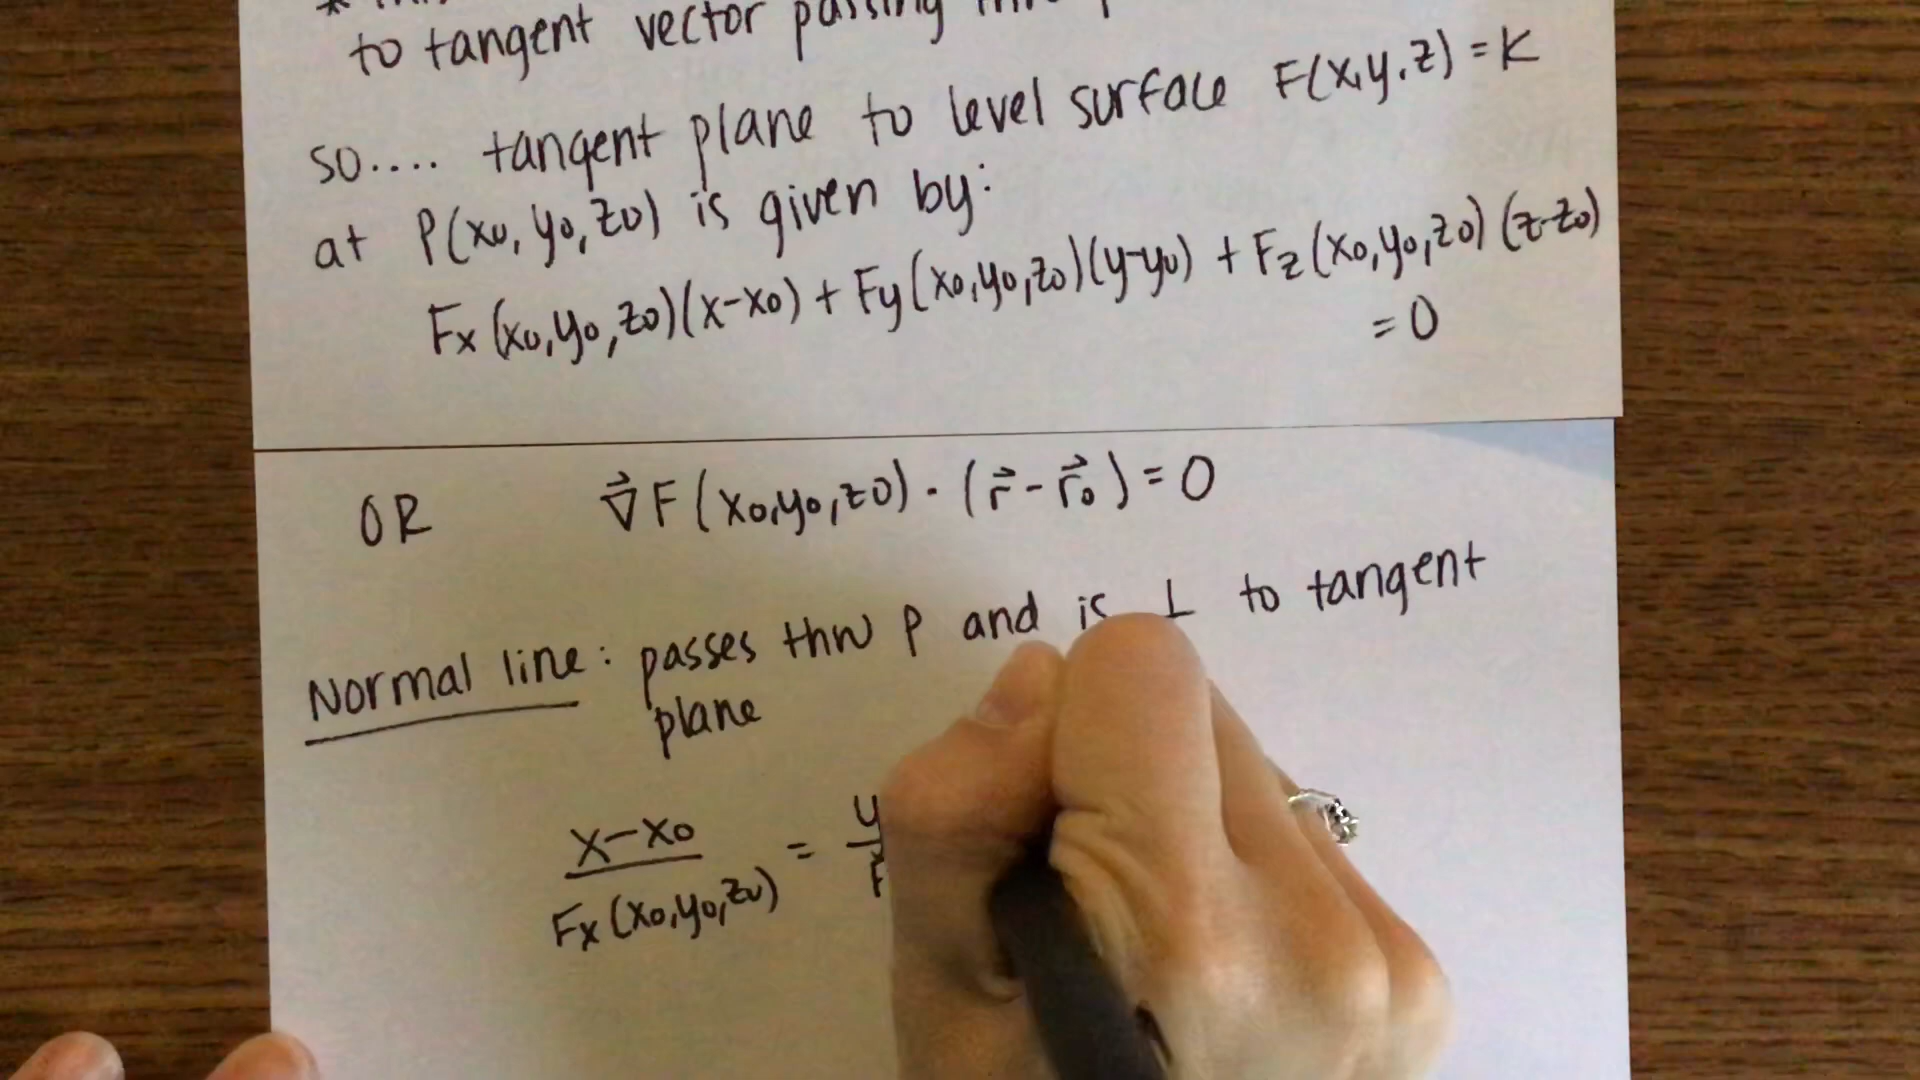 to tangent vector passing
so.... tangent plane to level surface F(x,y,z) = K
at P(x0, y0, z0) is given by:
Fx (x0,y0,z0)(x-x0) + Fy (x0,y0,z0)(y-y0) + Fz (x0,y0,z0) (z-z0)
= 0
OR ∇⃗F (x0,y0,z0) · (r⃗ - r⃗0) = 0
Normal line: passes thru P and is ⊥ to tangent
plane
x-x0 / Fx (x0,y0,z0) = y / F